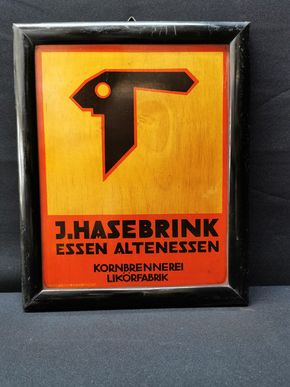 J.HASEBRINK
ESSEN ALTENESSEN
KORNBRENNEREI
LIKÖRFABRIK